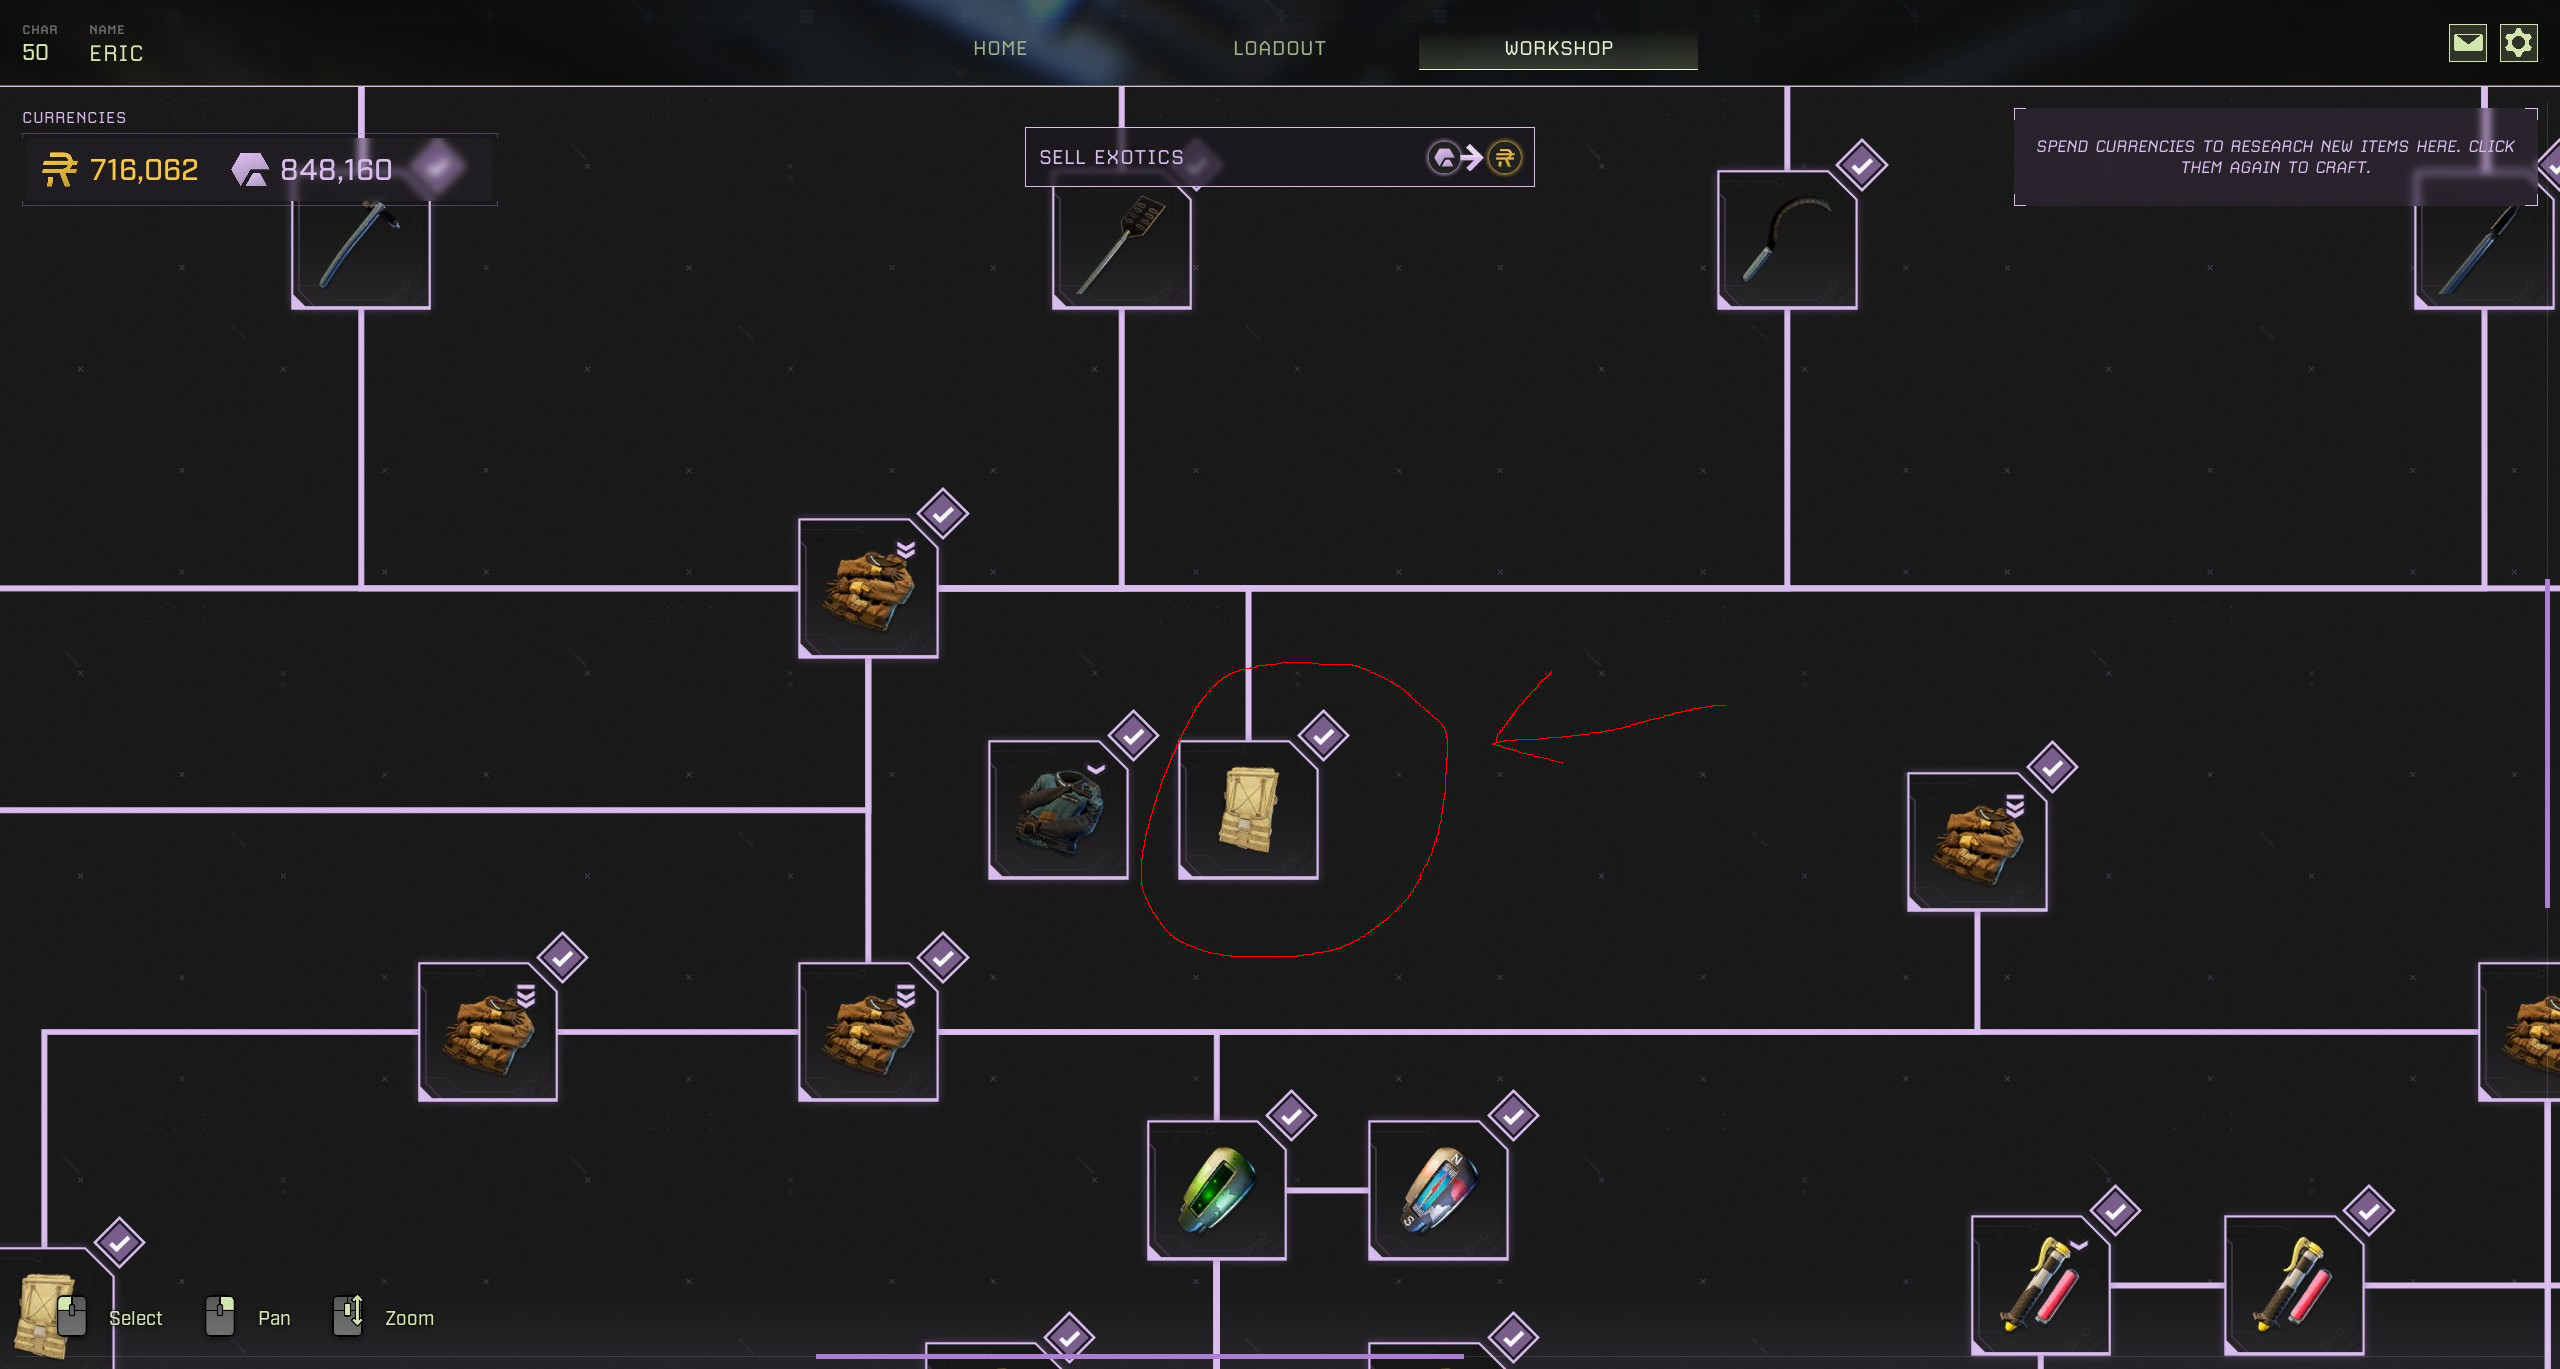 CHAR
50
NAME
ERIC
HOME
LOADOUT
WORKSHOP
CURRENCIES
716,062
848,160
SELL EXOTICS
SPEND CURRENCIES TO RESEARCH NEW ITEMS HERE. CLICK
THEM AGAIN TO CRAFT.
N
S
Select
Pan
Zoom